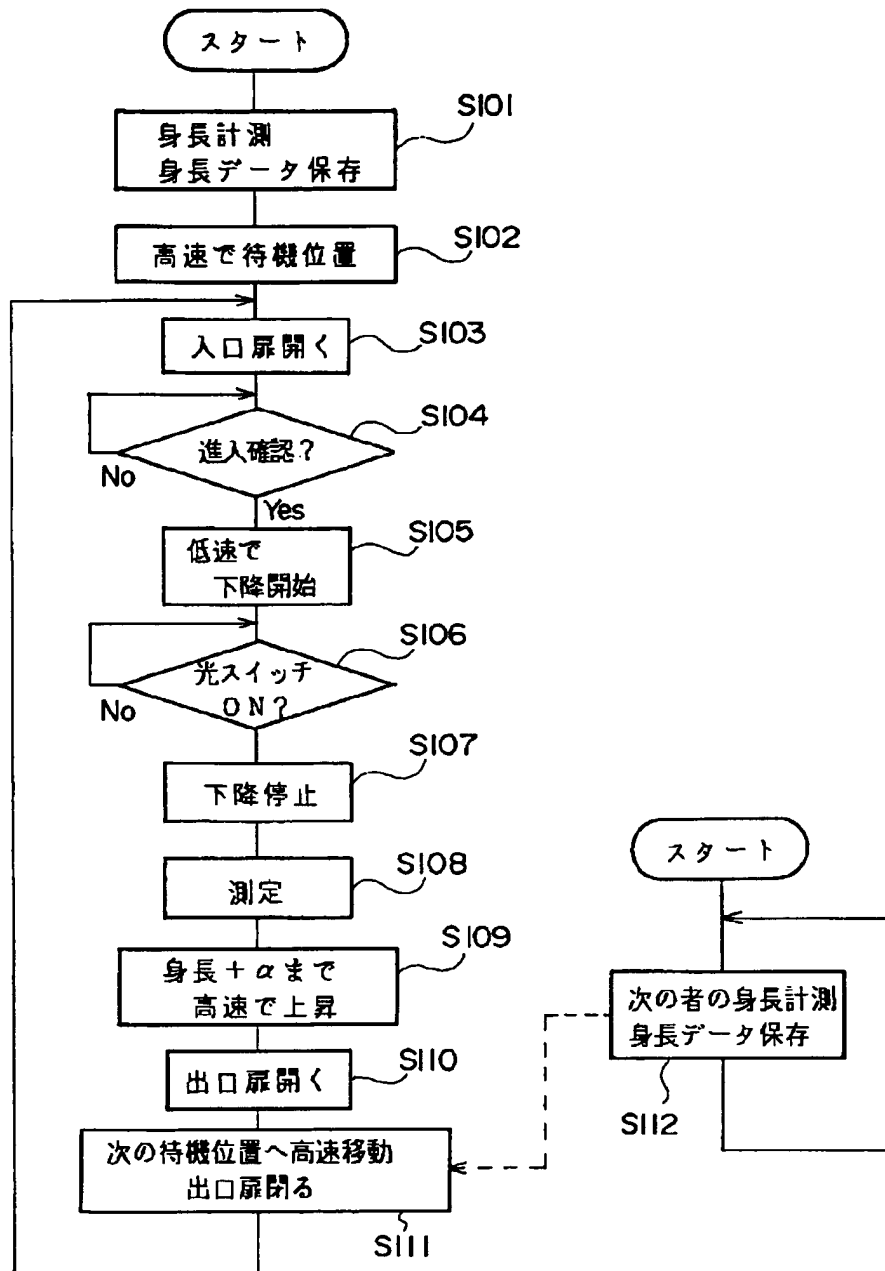 スタート
S101
身長計測
身長データ保存
S102
高速で待機位置
S103
入口扉開く
S104
進入確認?
No
Yes
S105
低速で
下降開始
S106
光スイッチ
ON?
No
S107
下降停止
S108
測定
S109
身長+αまで
高速で上昇
S110
出口扉開く
次の待機位置へ高速移動
出口扉閉る
S111
スタート
次の者の身長計測
身長データ保存
S112